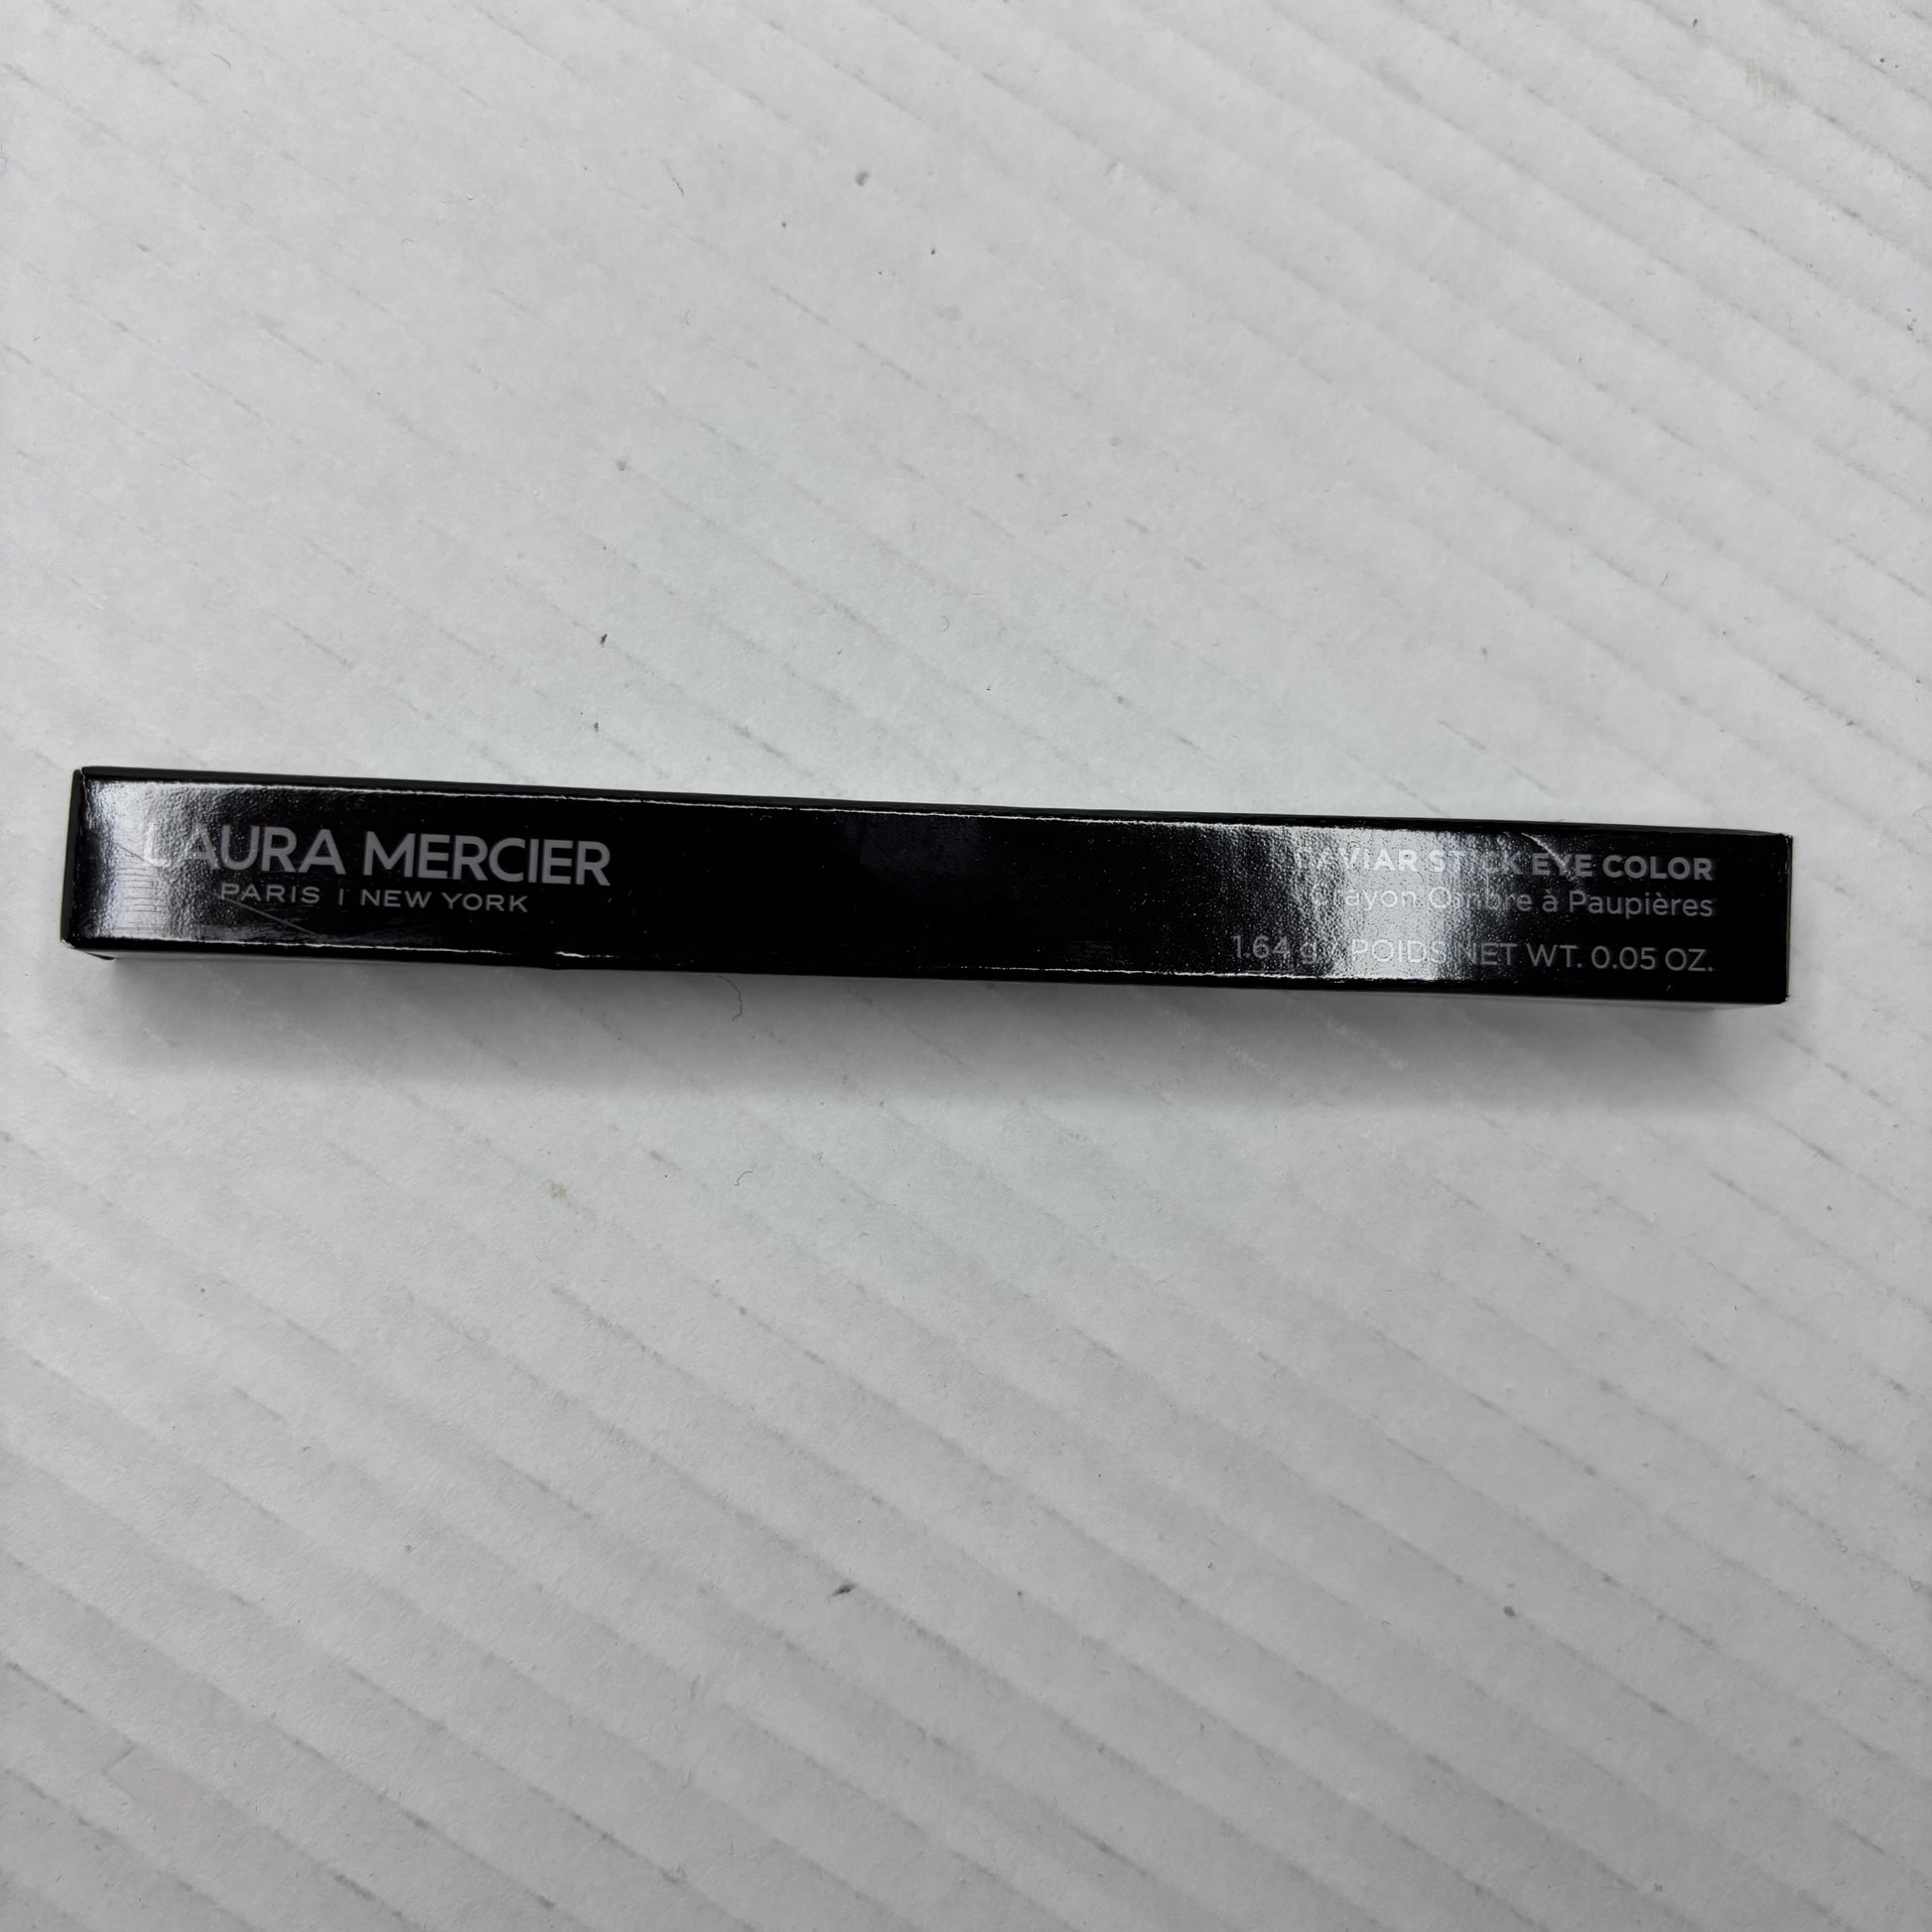 LAURA MERCIER
PARIS | NEW YORK
CAVIAR STICK EYE COLOR
Crayon Ombre à Paupières
1.64 g / POIDS NET WT. 0.05 OZ.